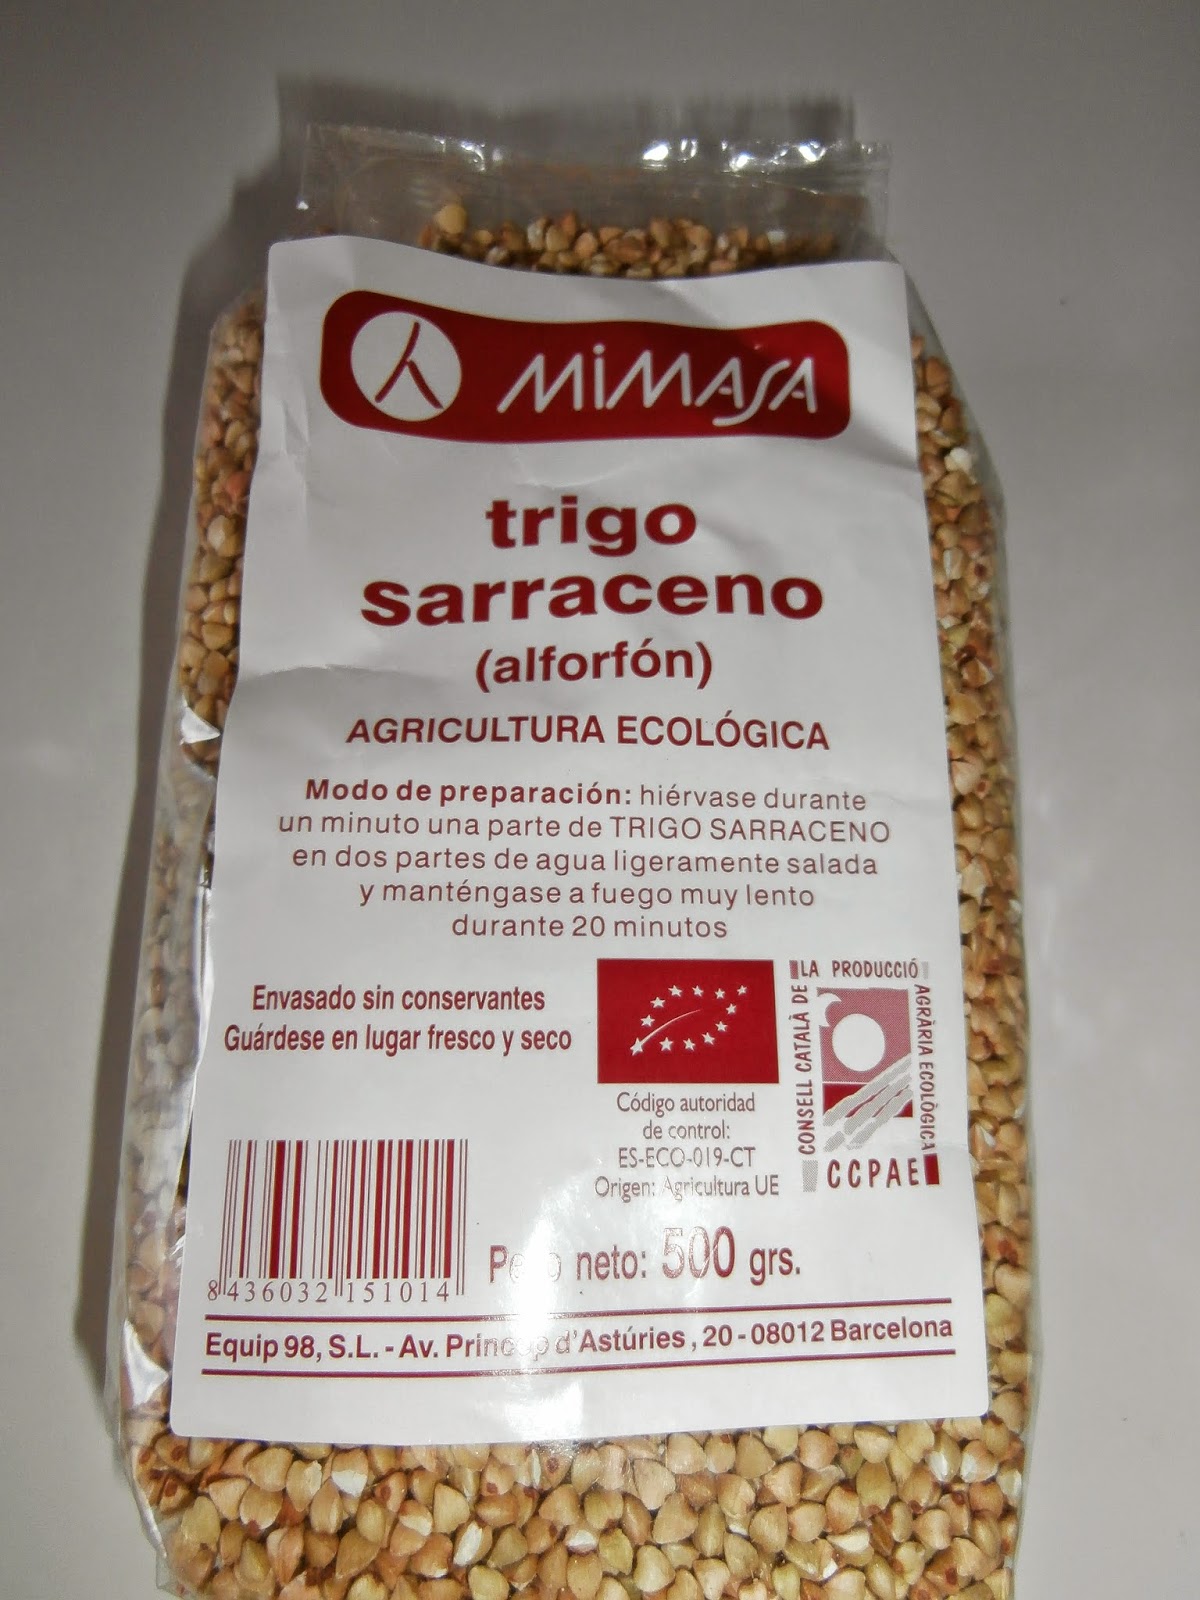 MiMASA
trigo
sarraceno
(alforfón)
AGRICULTURA ECOLÓGICA
Modo de preparación: hiérvase durante
un minuto una parte de TRIGO SARRACENO
en dos partes de agua ligeramente salada
y manténgase a fuego muy lento
durante 20 minutos
Envasado sin conservantes
Guárdese en lugar fresco y seco
Código autoridad
de control:
ES-ECO-019-CT
Origen: Agricultura UE
CONSELL CATALÀ DE
LA PRODUCCIÓ
AGRÀRIA ECOLÒGICA
CCPAE
8 436032 151014
Peso neto: 500 grs.
Equip 98, S.L. - Av. Princep d'Astúries, 20 - 08012 Barcelona